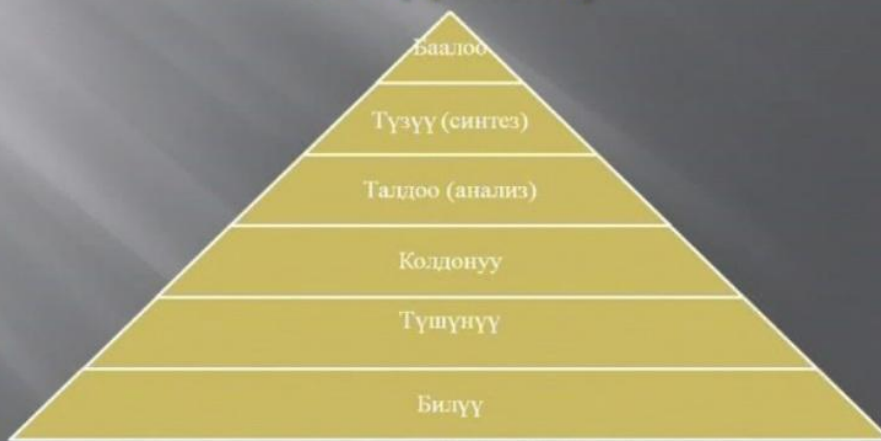 Баалоо
Түзүү (синтез)
Талдоо (анализ)
Колдонуу
Түшүнүү
Билүү